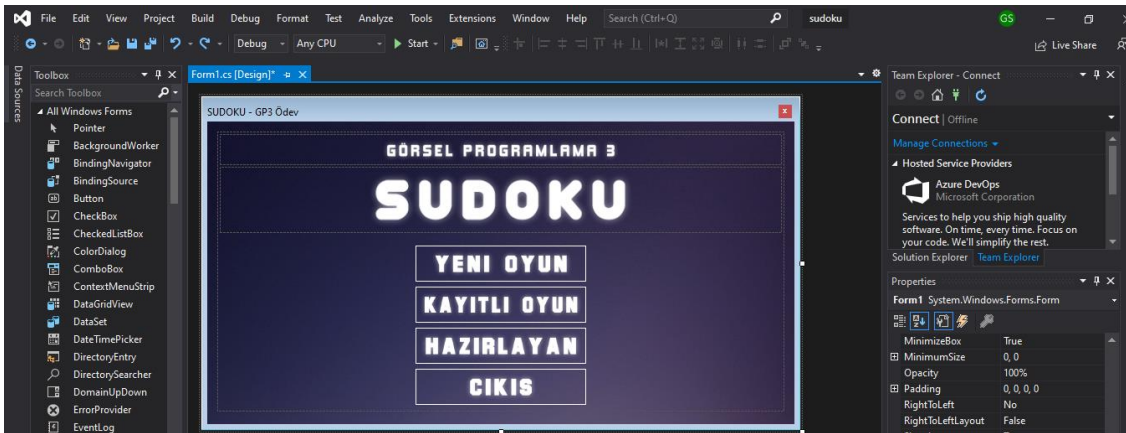 File Edit View Project Build Debug Format Test Analyze Tools Extensions Window Help Search (Ctrl+Q) sudoku GS
Debug Any CPU Start Live Share
Data Sources
Toolbox
Search Toolbox
All Windows Forms
Pointer
BackgroundWorker
BindingNavigator
BindingSource
Button
CheckBox
CheckedListBox
ColorDialog
ComboBox
ContextMenuStrip
DataGridView
DataSet
DateTimePicker
DirectoryEntry
DirectorySearcher
DomainUpDown
ErrorProvider
EventLog
Form1.cs [Design]*
SUDOKU - GP3 Ödev
GÖRSEL PROGRAMLAMA 3
SUDOKU
YENI OYUN
KAYITLI OYUN
HAZIRLAYAN
CIKIS
Team Explorer - Connect
Connect | Offline
Manage Connections
Hosted Service Providers
Azure DevOps
Microsoft Corporation
Services to help you ship high quality
software. On time, every time. Focus on
your code. We'll simplify the rest.
Solution Explorer Team Explorer
Properties
Form1 System.Windows.Forms.Form
MinimizeBox True
MinimumSize 0, 0
Opacity 100%
Padding 0, 0, 0, 0
RightToLeft No
RightToLeftLayout False